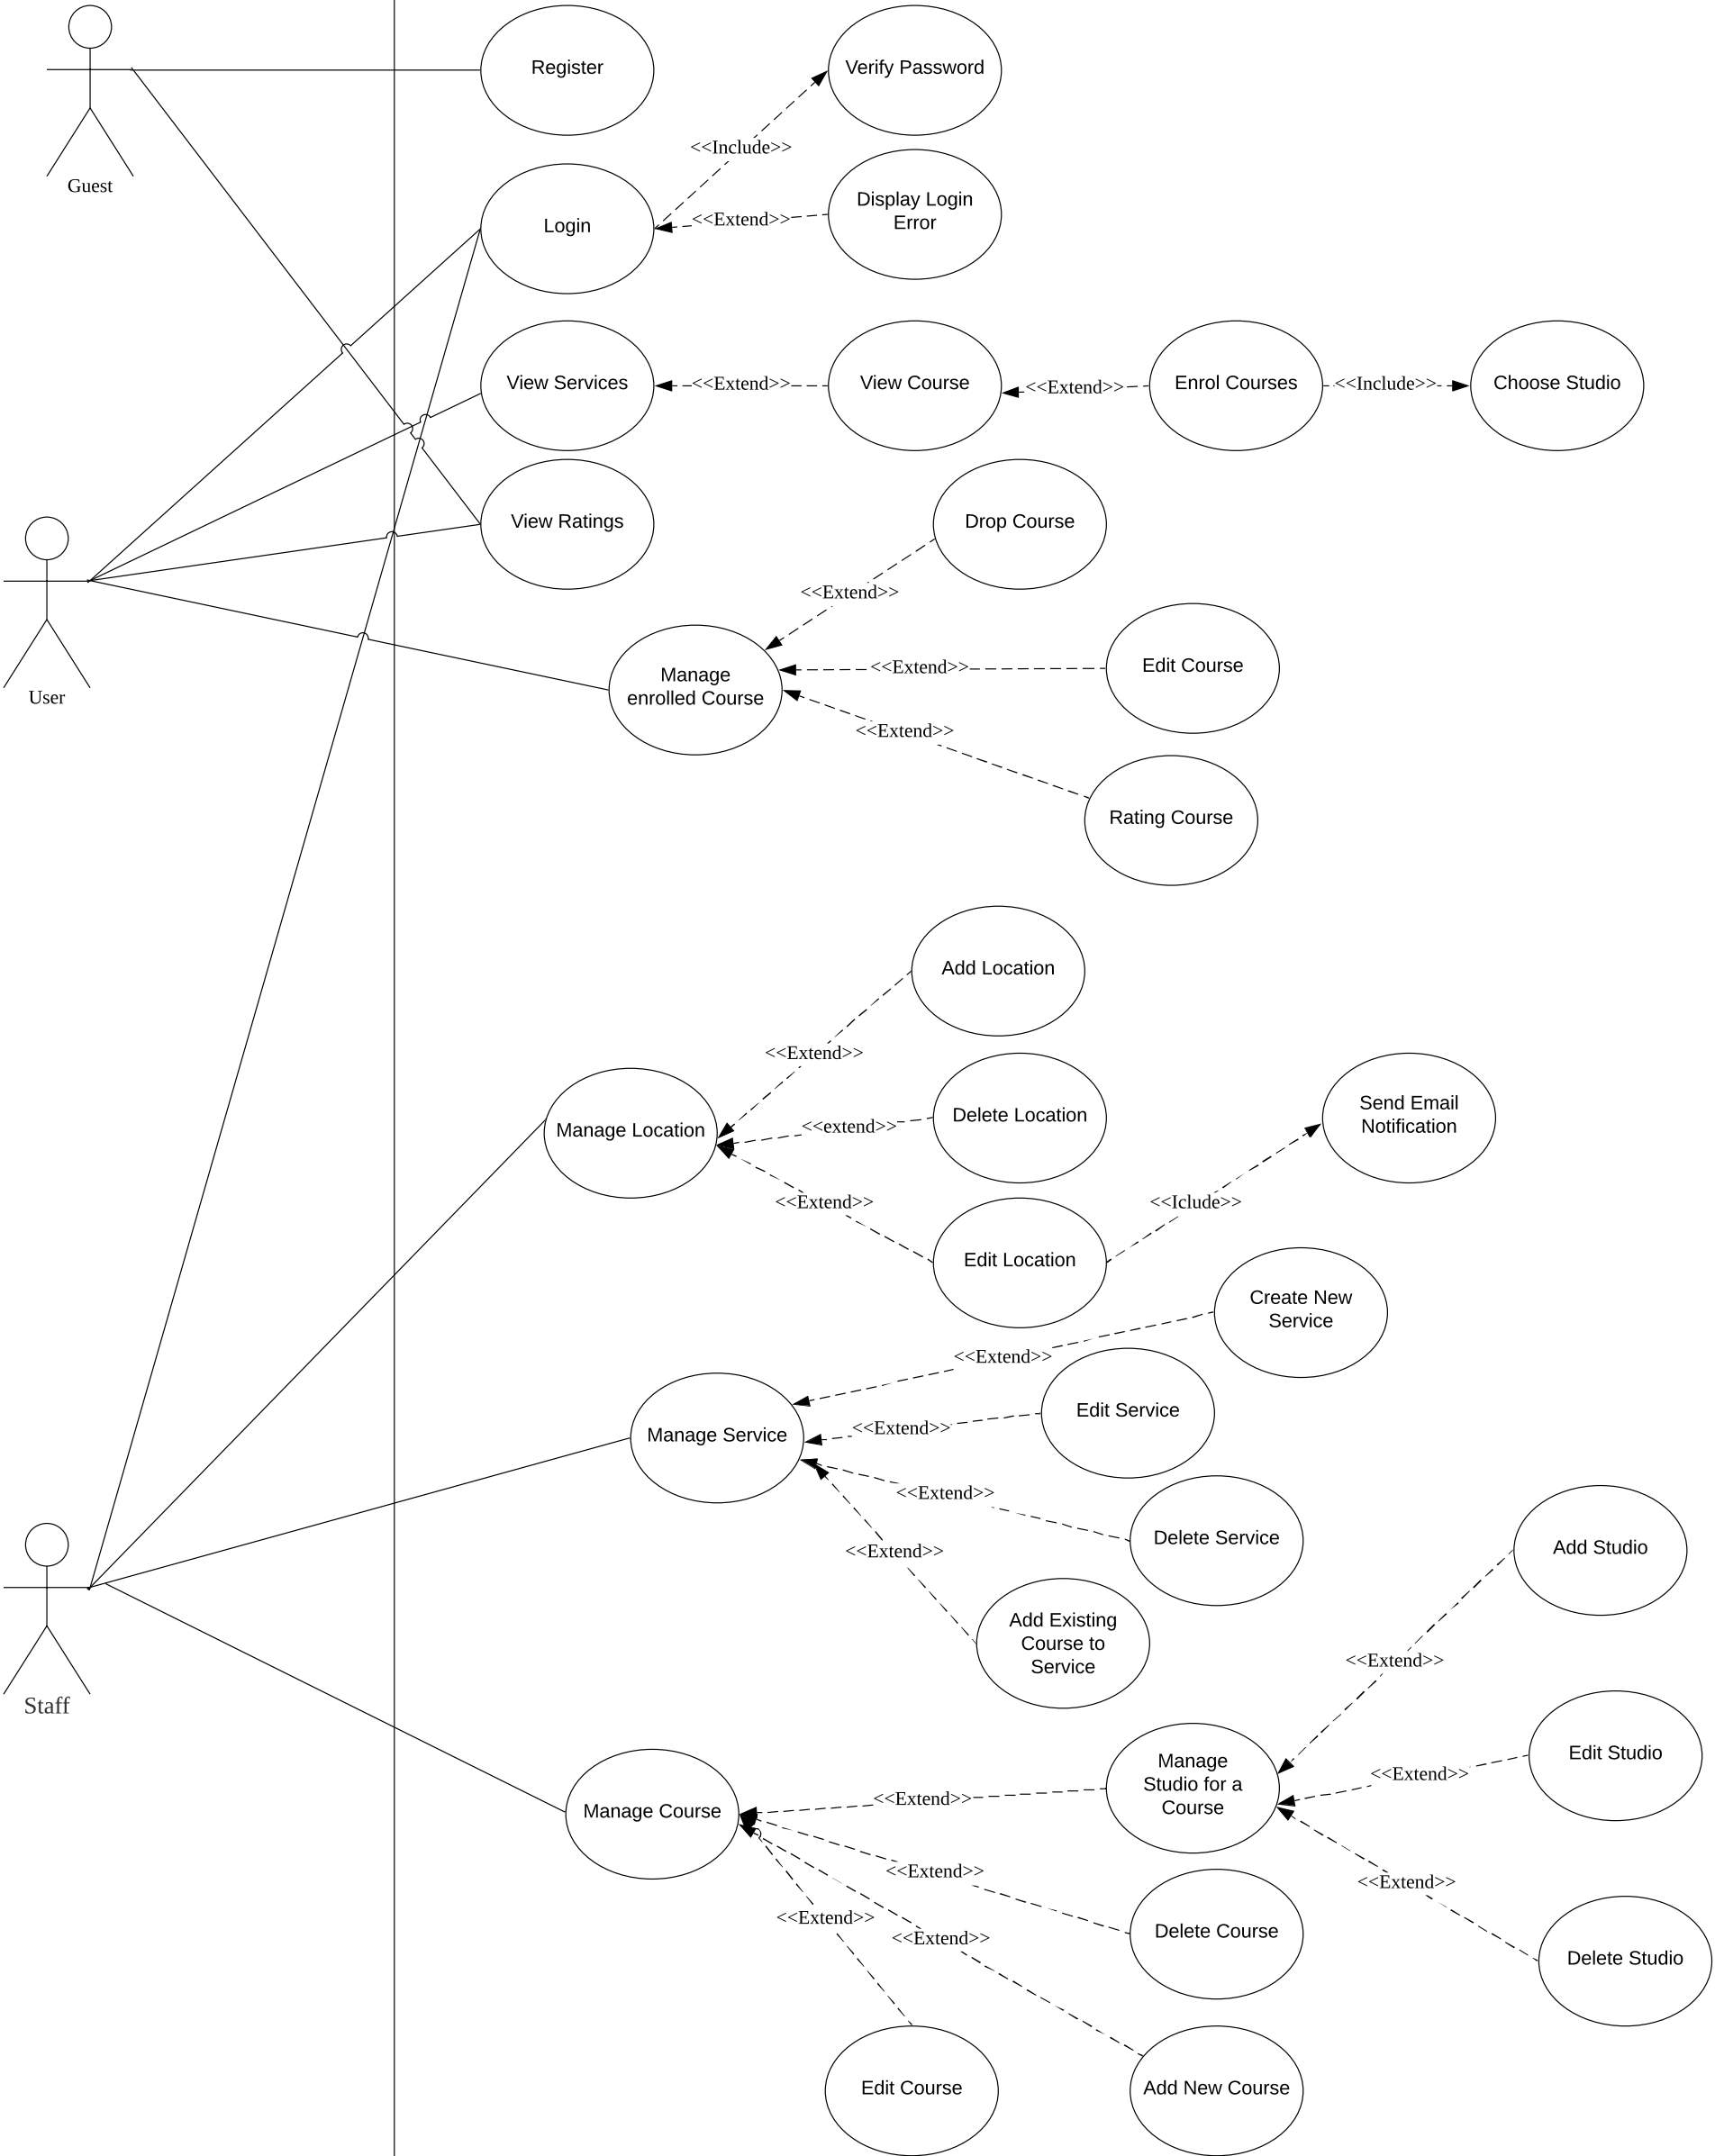 Register
Verify Password
<<Include>>
Guest
Display Login
Error
<<Extend>>
Login
View Services
<<Extend>>
View Course
<<Extend>>
Enrol Courses
<<Include>>
Choose Studio
View Ratings
Drop Course
<<Extend>>
User
Manage
enrolled Course
<<Extend>>
Edit Course
<<Extend>>
Rating Course
Add Location
<<Extend>>
Manage Location
<<extend>>
Delete Location
Send Email
Notification
<<Extend>>
<<Iclude>>
Edit Location
Create New
Service
<<Extend>>
Manage Service
<<Extend>>
Edit Service
<<Extend>>
Delete Service
<<Extend>>
Add Existing
Course to
Service
Staff
Add Studio
<<Extend>>
Manage
Studio for a
Course
Edit Studio
<<Extend>>
Manage Course
<<Extend>>
<<Extend>>
Delete Course
<<Extend>>
Delete Studio
<<Extend>>
<<Extend>>
Edit Course
Add New Course